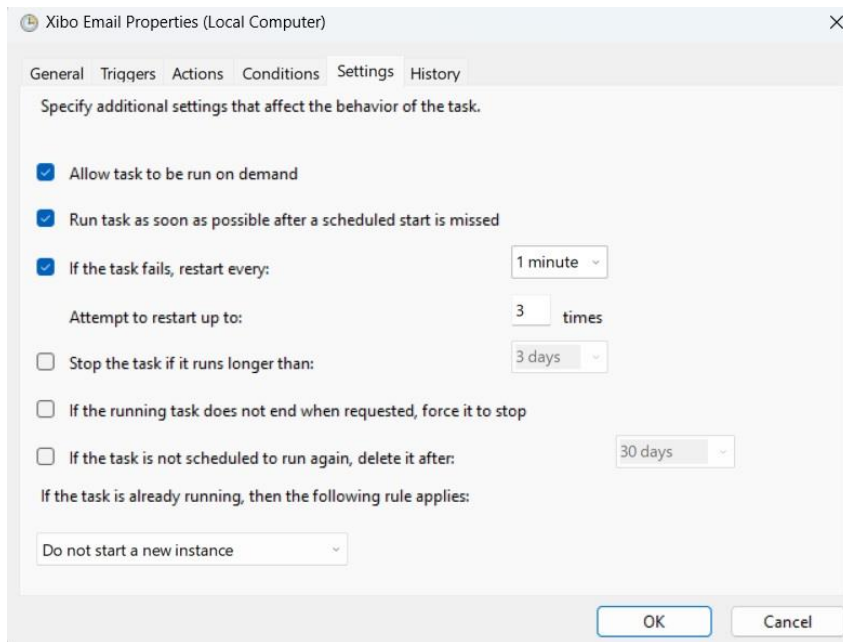 Xibo Email Properties (Local Computer)
General Triggers Actions Conditions Settings History
Specify additional settings that affect the behavior of the task.
Allow task to be run on demand
Run task as soon as possible after a scheduled start is missed
If the task fails, restart every: 1 minute
Attempt to restart up to: 3 times
Stop the task if it runs longer than: 3 days
If the running task does not end when requested, force it to stop
If the task is not scheduled to run again, delete it after: 30 days
If the task is already running, then the following rule applies:
Do not start a new instance
OK Cancel